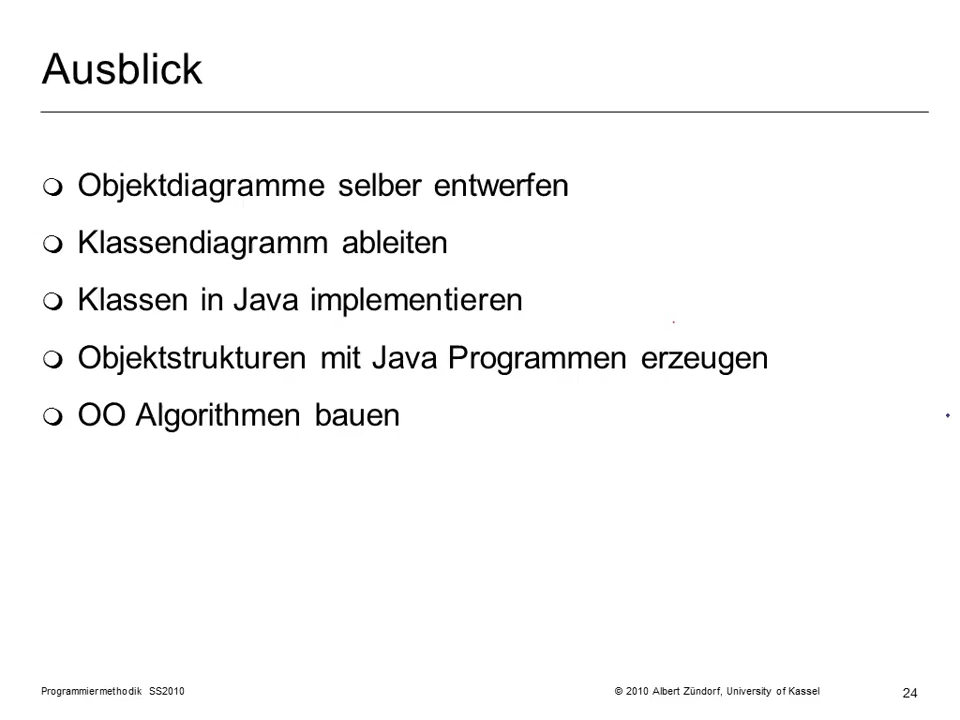 Ausblick
Objektdiagramme selber entwerfen
Klassendiagramm ableiten
Klassen in Java implementieren
Objektstrukturen mit Java Programmen erzeugen
OO Algorithmen bauen
Programmiermethodik SS2010
© 2010 Albert Zündorf, University of Kassel
24